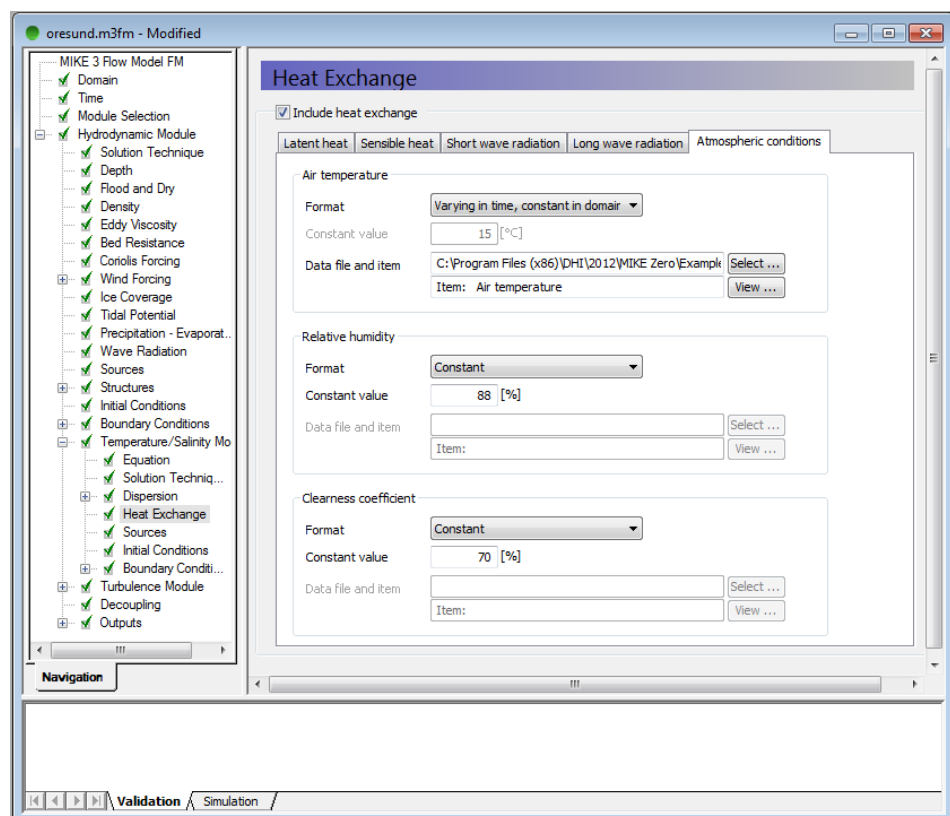 oresund.m3fm - Modified
MIKE 3 Flow Model FM
Domain
Time
Module Selection
Hydrodynamic Module
Solution Technique
Depth
Flood and Dry
Density
Eddy Viscosity
Bed Resistance
Coriolis Forcing
Wind Forcing
Ice Coverage
Tidal Potential
Precipitation - Evaporat..
Wave Radiation
Sources
Structures
Initial Conditions
Boundary Conditions
Temperature/Salinity Mo
Equation
Solution Techniq...
Dispersion
Heat Exchange
Sources
Initial Conditions
Boundary Conditi...
Turbulence Module
Decoupling
Outputs
Navigation
Heat Exchange
Include heat exchange
Latent heat Sensible heat Short wave radiation Long wave radiation Atmospheric conditions
Air temperature
Format Varying in time, constant in domain
Constant value 15 [°C]
Data file and item C:\Program Files (x86)\DHI\2012\MIKE Zero\Example Select ...
Item: Air temperature View ...
Relative humidity
Format Constant
Constant value 88 [%]
Data file and item Select ...
Item: View ...
Clearness coefficient
Format Constant
Constant value 70 [%]
Data file and item Select ...
Item: View ...
Validation Simulation